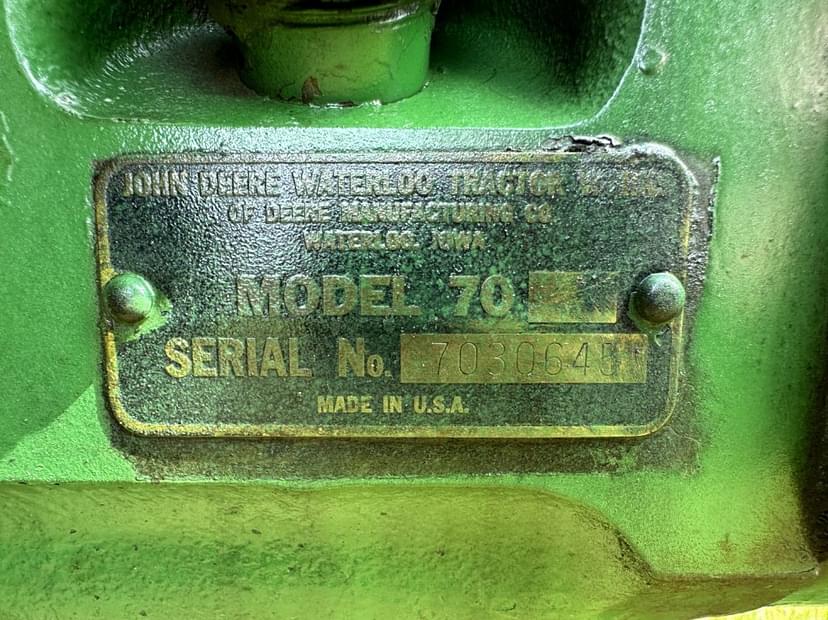 JOHN DEERE WATERLOO TRACTOR W
OF DEERE MANUFACTURING CO.
WATERLOO, IOWA
MODEL 70
SERIAL No. 7030645
MADE IN U.S.A.